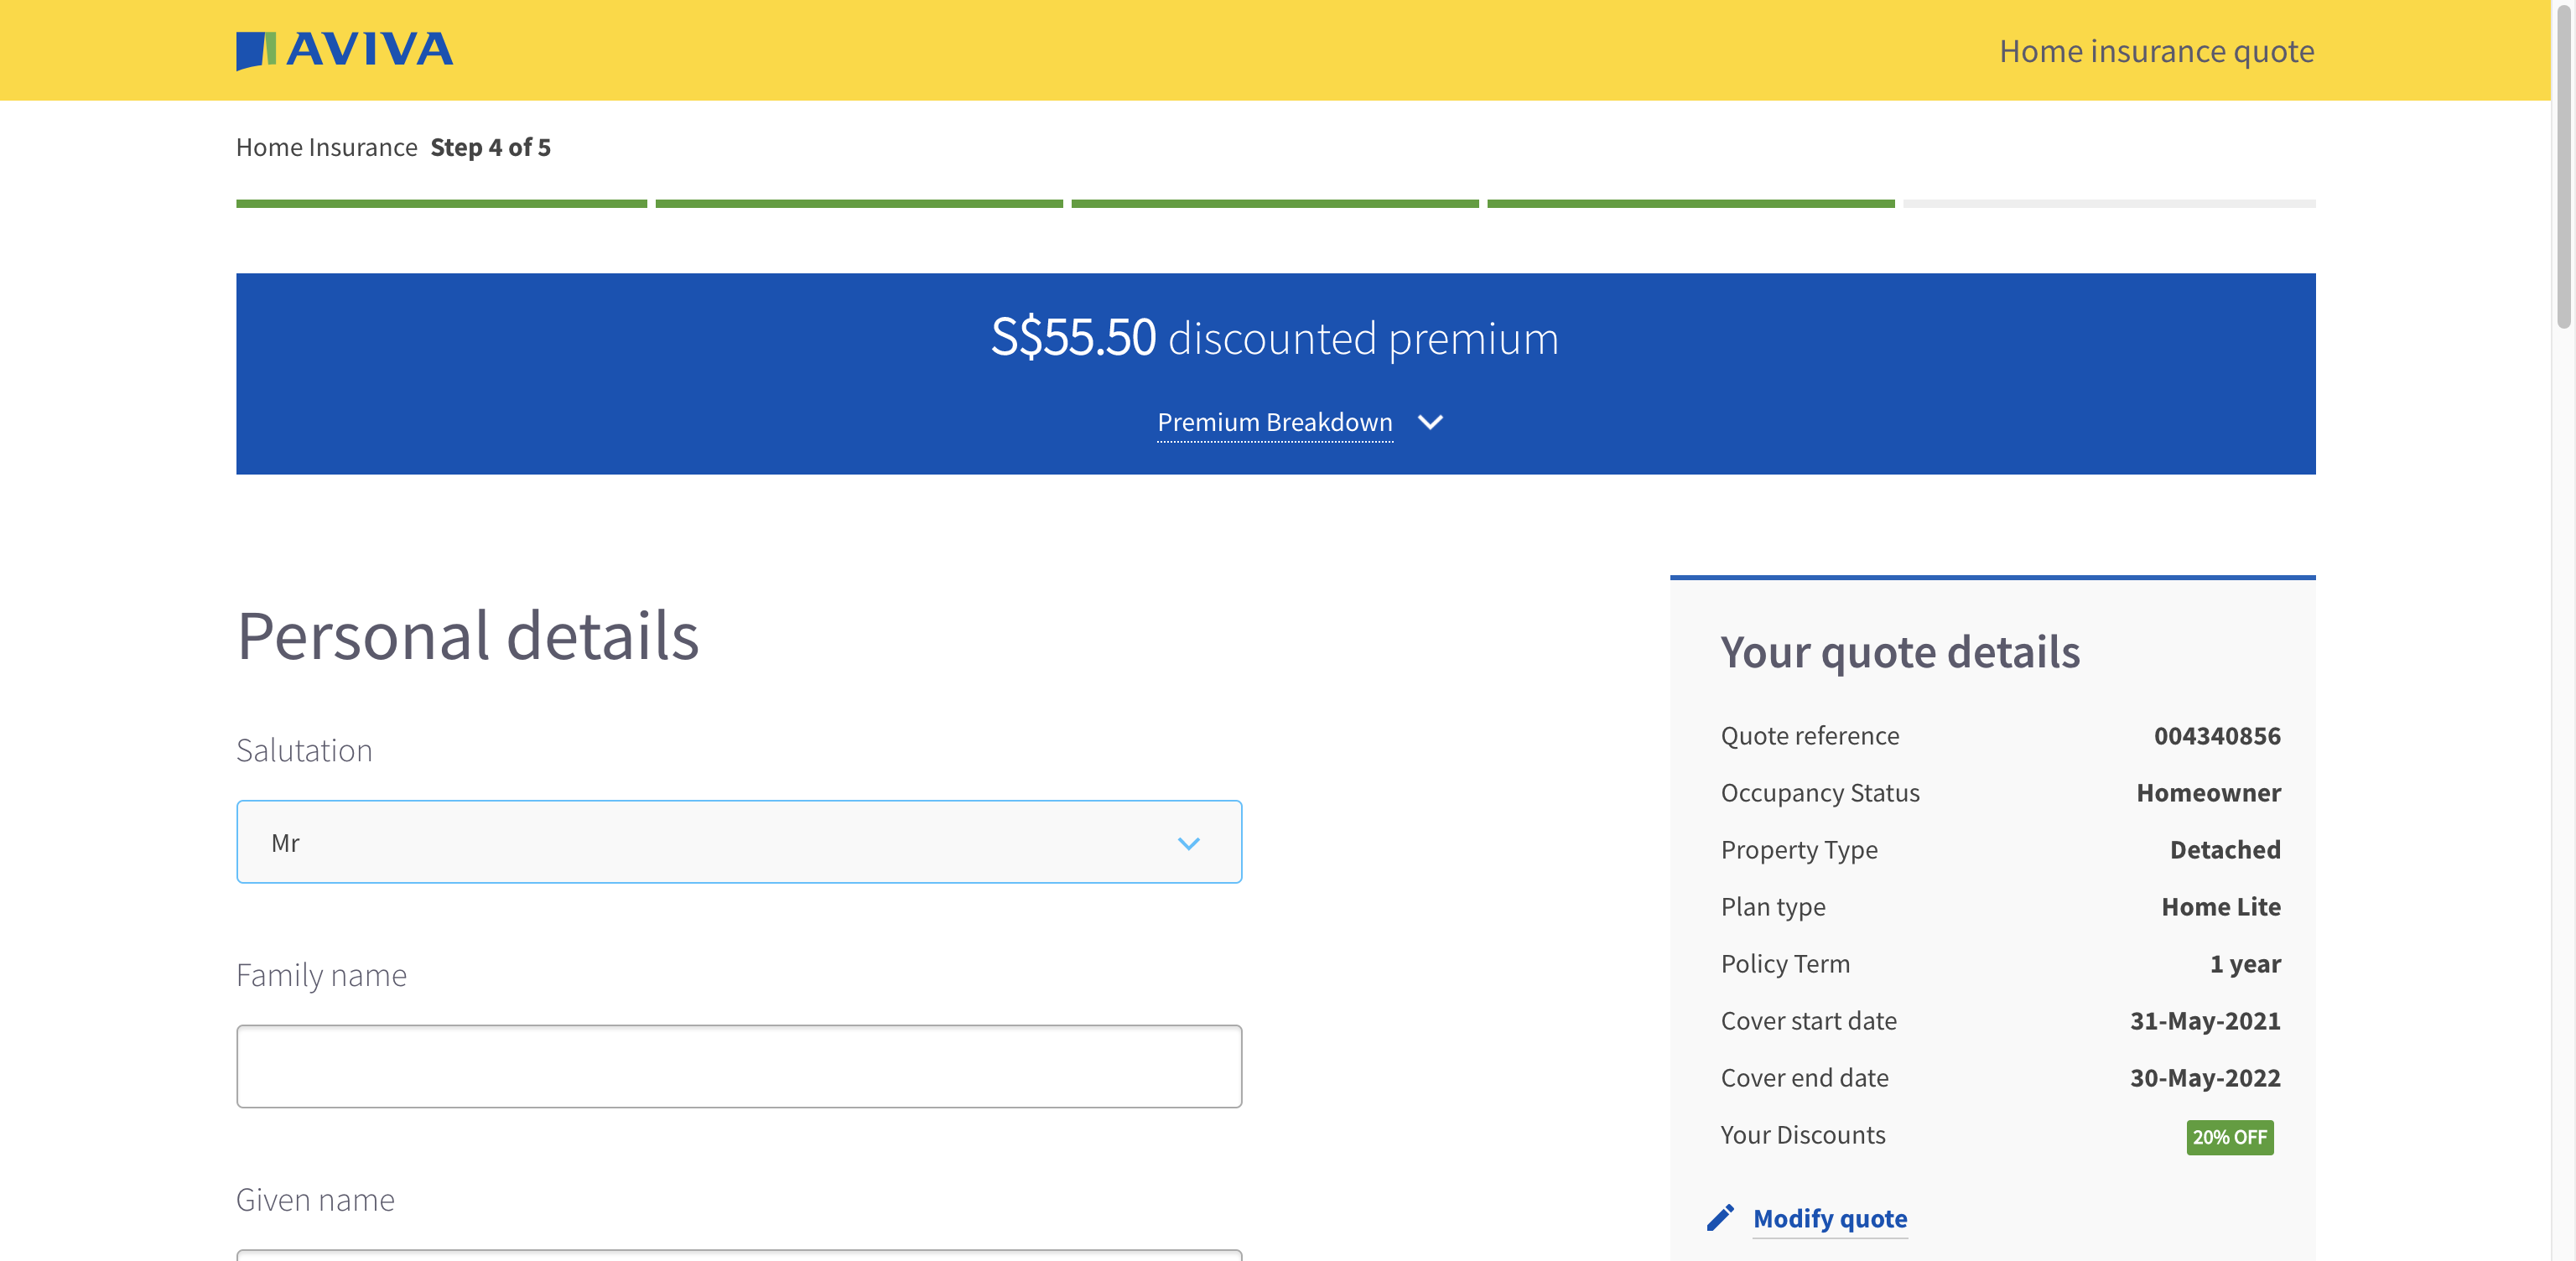 AVIVA
Home insurance quote
Home Insurance Step 4 of 5
S$55.50 discounted premium
Premium Breakdown
Personal details
Salutation
Mr
Family name
Given name
Your quote details
Quote reference 004340856
Occupancy Status Homeowner
Property Type Detached
Plan type Home Lite
Policy Term 1 year
Cover start date 31-May-2021
Cover end date 30-May-2022
Your Discounts 20% OFF
Modify quote